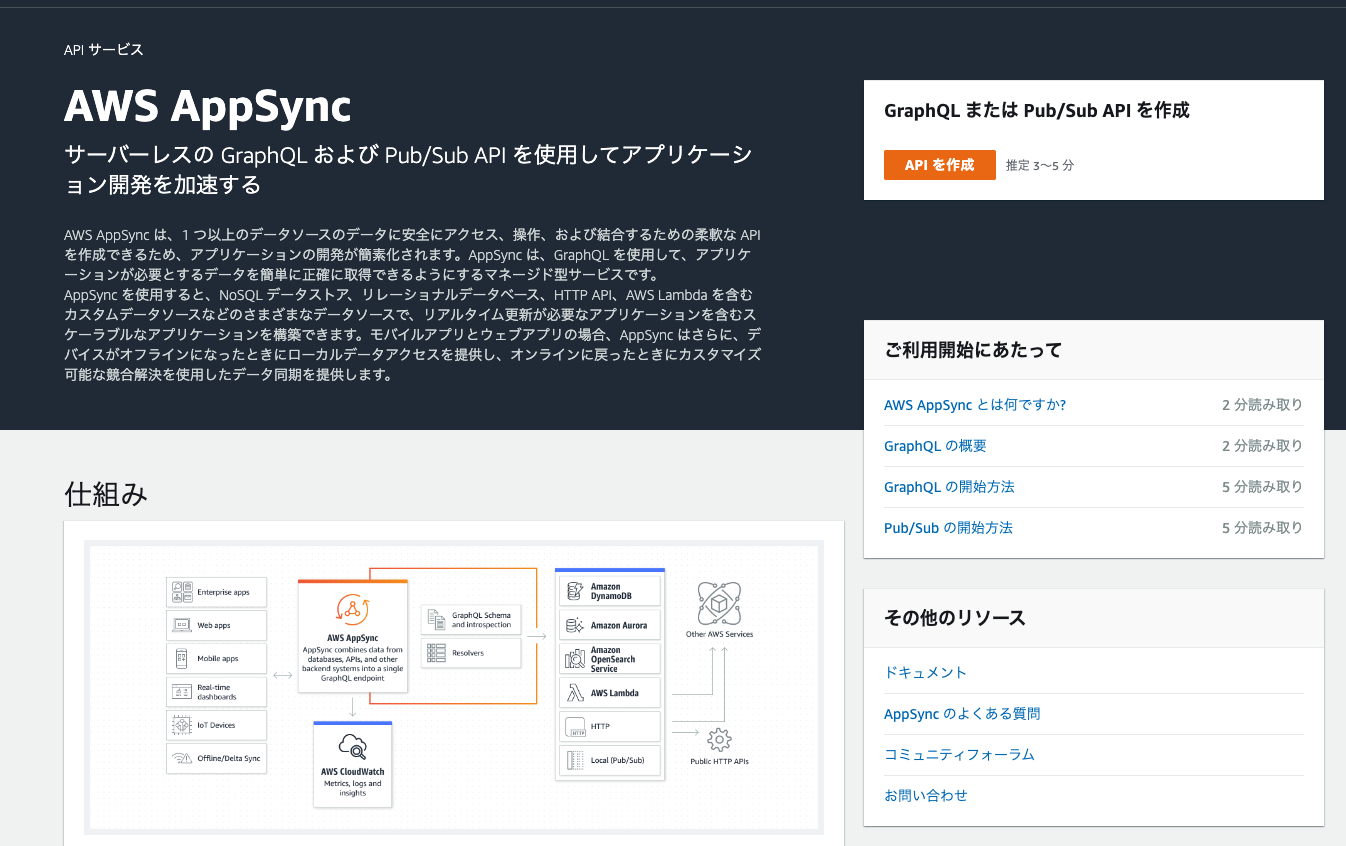 API サービス
AWS AppSync
サーバーレスの GraphQL および Pub/Sub API を使用してアプリケーシ
ョン開発を加速する
AWS AppSync は、1 つ以上のデータソースのデータに安全にアクセス、操作、および結合するための柔軟な API
を作成できるため、アプリケーションの開発が簡素化されます。AppSync は、GraphQL を使用して、アプリケ
ーションが必要とするデータを簡単に正確に取得できるようにするマネージド型サービスです。
AppSync を使用すると、NoSQL データストア、リレーショナルデータベース、HTTP API、AWS Lambda を含む
カスタムデータソースなどのさまざまなデータソースで、リアルタイム更新が必要なアプリケーションを含むス
ケーラブルなアプリケーションを構築できます。モバイルアプリとウェブアプリの場合、AppSync はさらに、デ
バイスがオフラインになったときにローカルデータアクセスを提供し、オンラインに戻ったときにカスタマイズ
可能な競合解決を使用したデータ同期を提供します。
GraphQL または Pub/Sub API を作成
API を作成 推定 3～5 分
ご利用開始にあたって
AWS AppSync とは何ですか? 2 分読み取り
GraphQL の概要 2 分読み取り
GraphQL の開始方法 5 分読み取り
Pub/Sub の開始方法 5 分読み取り
その他のリソース
ドキュメント
AppSync のよくある質問
コミュニティフォーラム
お問い合わせ
仕組み
Enterprise apps
Web apps
Mobile apps
Real-time
dashboards
IoT Devices
Offline/Delta Sync
AWS AppSync
AppSync combines data from
databases, APIs, and other
backend systems into a single
GraphQL endpoint
AWS CloudWatch
Metrics, logs and
insights
GraphQL Schema
and introspection
Resolvers
Amazon
DynamoDB
Amazon Aurora
Amazon
OpenSearch
Service
AWS Lambda
HTTP
HTTP
Local (Pub/Sub)
Other AWS Services
Public HTTP APIs